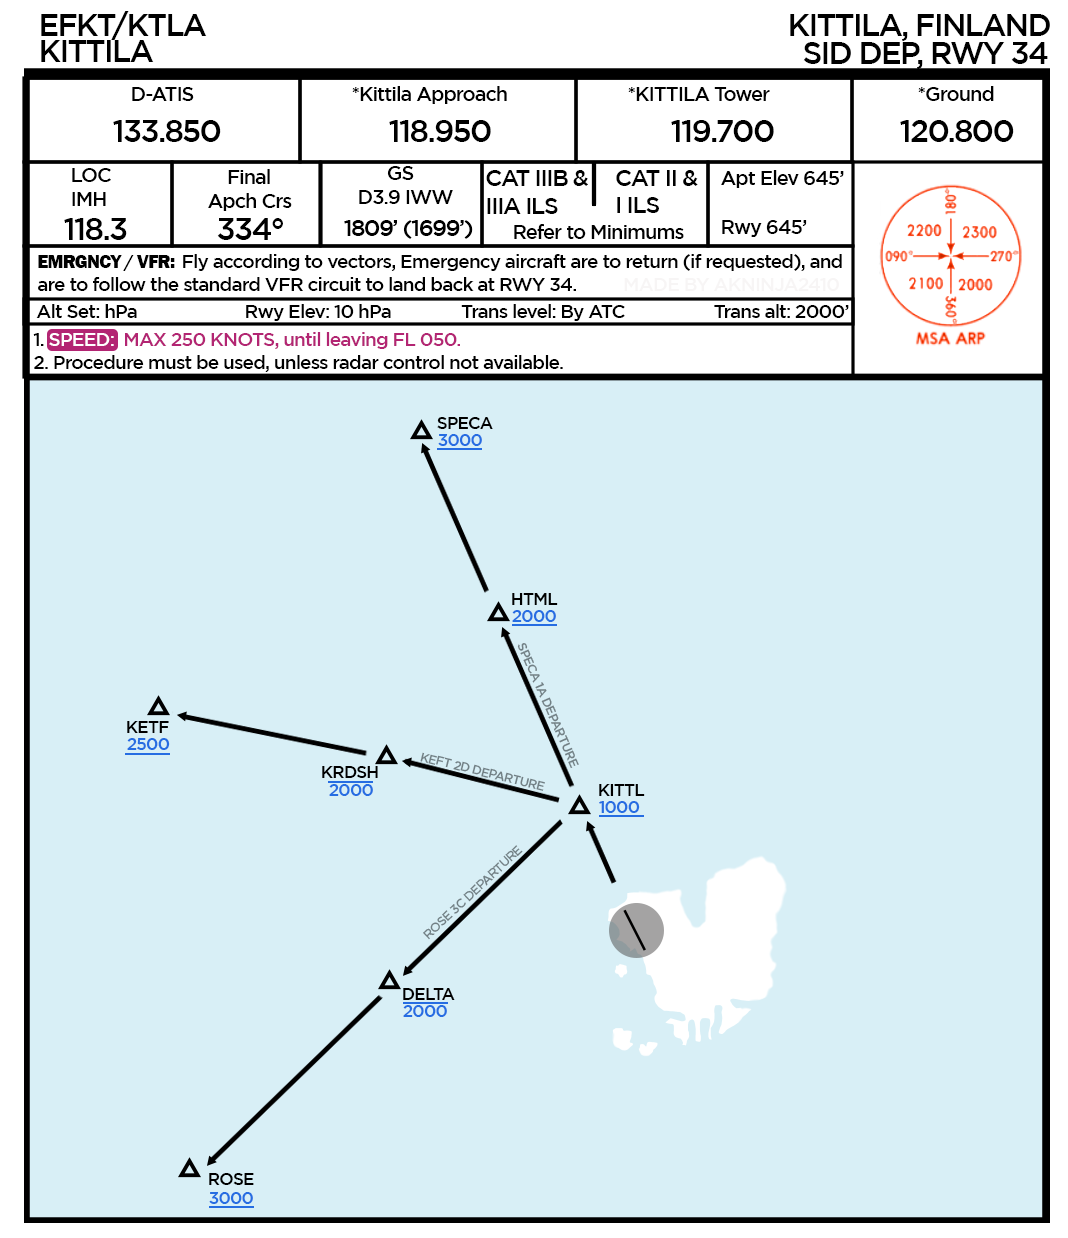 EFKT/KTLA
KITTILA
KITTILA, FINLAND
SID DEP, RWY 34
D-ATIS
133.850
*Kittila Approach
118.950
*KITTILA Tower
119.700
*Ground
120.800
LOC
IMH
118.3
Final
Apch Crs
334°
GS
D3.9 IWW
1809’ (1699’)
CAT IIIB &
IIIA ILS
CAT II &
I ILS
Refer to Minimums
Apt Elev 645’
Rwy 645’
180°
2200 2300
090° 270°
2100 2000
360°
MSA ARP
EMRGNCY / VFR: Fly according to vectors, Emergency aircraft are to return (if requested), and
are to follow the standard VFR circuit to land back at RWY 34.
MADE BY AKNINJA2410
Alt Set: hPa Rwy Elev: 10 hPa Trans level: By ATC Trans alt: 2000’
1. SPEED: MAX 250 KNOTS, until leaving FL 050.
2. Procedure must be used, unless radar control not available.
SPECA
3000
HTML
2000
SPECA 1A DEPARTURE
KETF
2500
KRDSH
2000
KEFT 2D DEPARTURE
KITTL
1000
ROSE 3C DEPARTURE
DELTA
2000
ROSE
3000